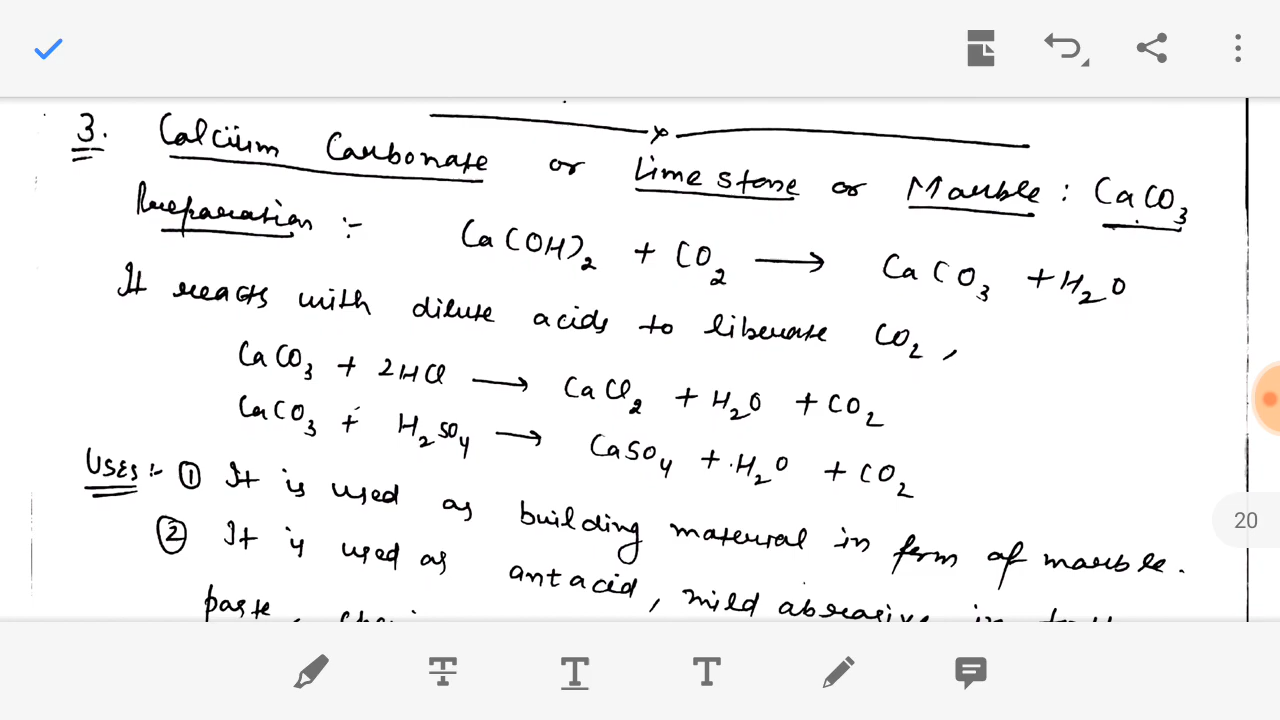 3. Calcium Carbonate or Lime stone or Marble : CaCO3
Preparation :- Ca(OH)2 + CO2 → CaCO3 + H2O
It reacts with dilute acids to liberate CO2,
CaCO3 + 2HCl → CaCl2 + H2O + CO2
CaCO3 + H2SO4 → CaSO4 + H2O + CO2
Uses :- ① It is used as building material in form of marble.
20
② It is used as antacid, mild abrasive in
paste,
T T T